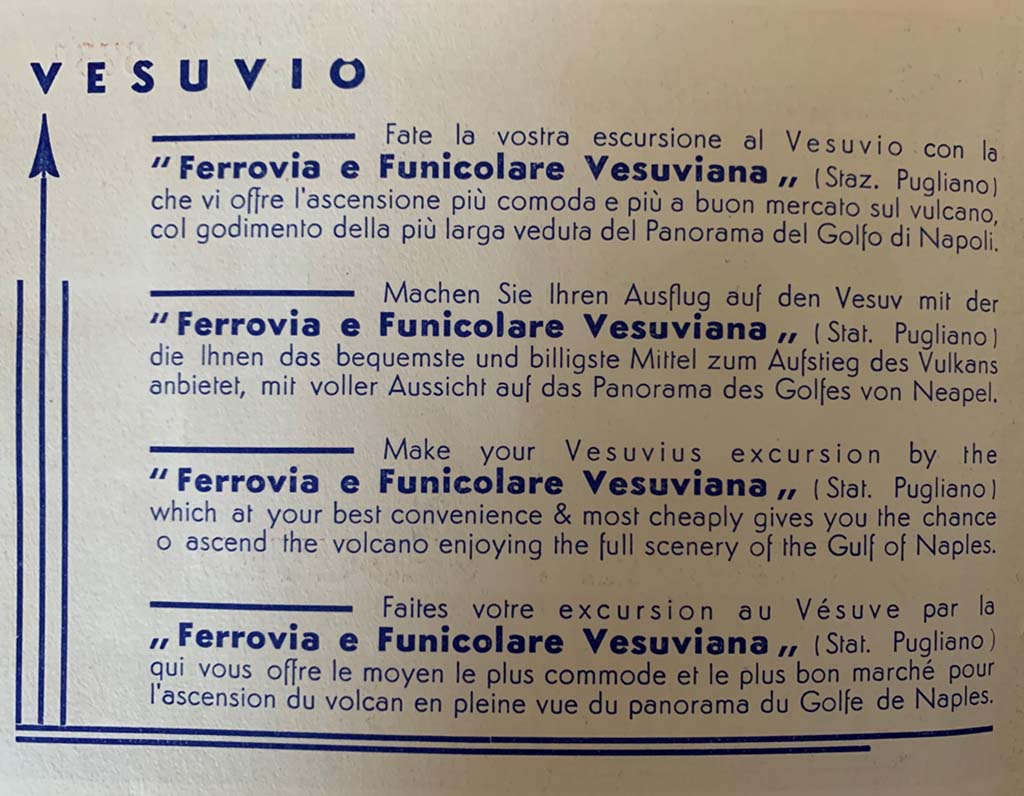 VESUVIO
Fate la vostra escursione al Vesuvio con la
"Ferrovia e Funicolare Vesuviana„ (Staz. Pugliano)
che vi offre l'ascensione più comoda e più a buon mercato sul vulcano,
col godimento della più larga veduta del Panorama del Golfo di Napoli.
Machen Sie Ihren Ausflug auf den Vesuv mit der
"Ferrovia e Funicolare Vesuviana„ (Stat. Pugliano)
die Ihnen das bequemste und billigste Mittel zum Aufstieg des Vulkans
anbietet, mit voller Aussicht auf das Panorama des Golfes von Neapel.
Make your Vesuvius excursion by the
"Ferrovia e Funicolare Vesuviana„ (Stat. Pugliano)
which at your best convenience & most cheaply gives you the chance
o ascend the volcano enjoying the full scenery of the Gulf of Naples.
Faites votre excursion au Vésuve par la
„Ferrovia e Funicolare Vesuviana„ (Stat. Pugliano)
qui vous offre le moyen le plus commode et le plus bon marché pour
l'ascension du volcan en pleine vue du panorama du Golfe de Naples.